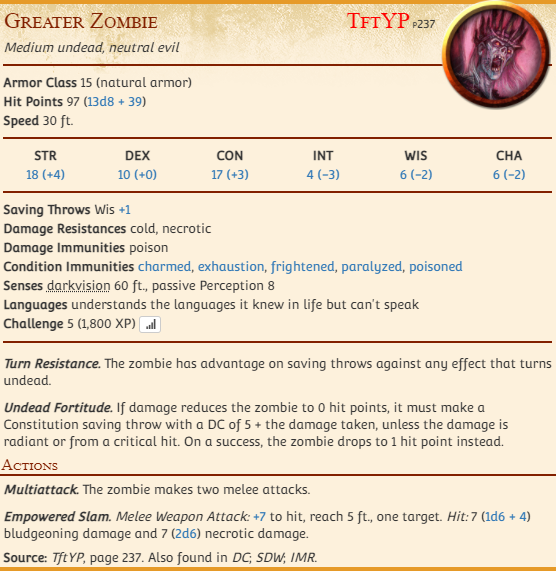 Greater Zombie TftYP p237
Medium undead, neutral evil
Armor Class 15 (natural armor)
Hit Points 97 (13d8 + 39)
Speed 30 ft.
STR DEX CON INT WIS CHA
18 (+4) 10 (+0) 17 (+3) 4 (−3) 6 (−2) 6 (−2)
Saving Throws Wis +1
Damage Resistances cold, necrotic
Damage Immunities poison
Condition Immunities charmed, exhaustion, frightened, paralyzed, poisoned
Senses darkvision 60 ft., passive Perception 8
Languages understands the languages it knew in life but can't speak
Challenge 5 (1,800 XP)
Turn Resistance. The zombie has advantage on saving throws against any effect that turns
undead.
Undead Fortitude. If damage reduces the zombie to 0 hit points, it must make a
Constitution saving throw with a DC of 5 + the damage taken, unless the damage is
radiant or from a critical hit. On a success, the zombie drops to 1 hit point instead.
Actions
Multiattack. The zombie makes two melee attacks.
Empowered Slam. Melee Weapon Attack: +7 to hit, reach 5 ft., one target. Hit: 7 (1d6 + 4)
bludgeoning damage and 7 (2d6) necrotic damage.
Source: TftYP, page 237. Also found in DC; SDW; IMR.